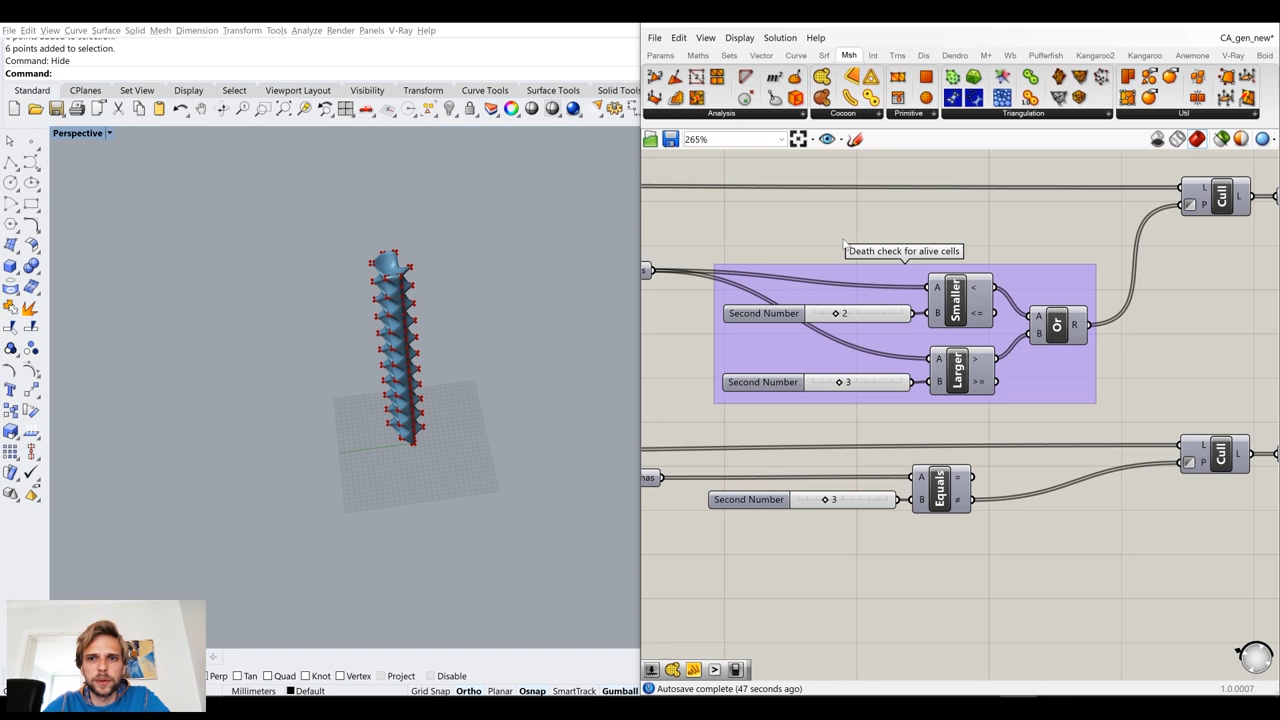 File Edit View Curve Surface Solid Mesh Dimension Transform Tools Analyze Render Panels V-Ray Help
6 points added to selection.
Command: Hide
Command:
Standard CPlanes Set View Display Select Viewport Layout Visibility Transform Curve Tools Surface Tools Solid Tools
Perspective
File Edit View Display Solution Help CA_gen_new*
Params Maths Sets Vector Curve Srf Msh Int Trns Dis Dendro M+ Wb Pufferfish Kangaroo2 Kangaroo Anemone V-Ray Boid
Analysis Cocoon Primitive Triangulation Util
265%
L Cull L
P
Death check for alive cells
s
A Smaller <
Second Number 2 B <=
A Or R
B
A Larger >
Second Number 3 B >=
L Cull L
P
nas A Equals =
Second Number 3 B ≠
Perp Tan Quad Knot Vertex Project Disable
Millimeters Default Grid Snap Ortho Planar Osnap SmartTrack Gumball
Autosave complete (47 seconds ago) 1.0.0007